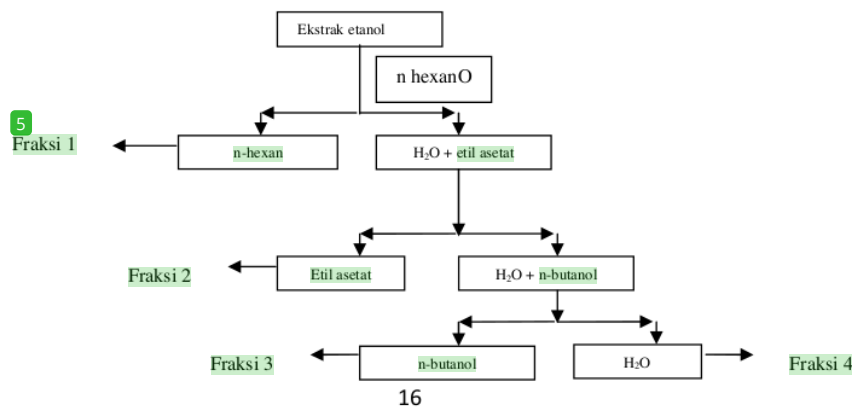 Ekstrak etanol
n hexanO
5
Fraksi 1
n-hexan
H₂O + etil asetat
Fraksi 2
Etil asetat
H₂O + n-butanol
Fraksi 3
n-butanol
H₂O
Fraksi 4
16